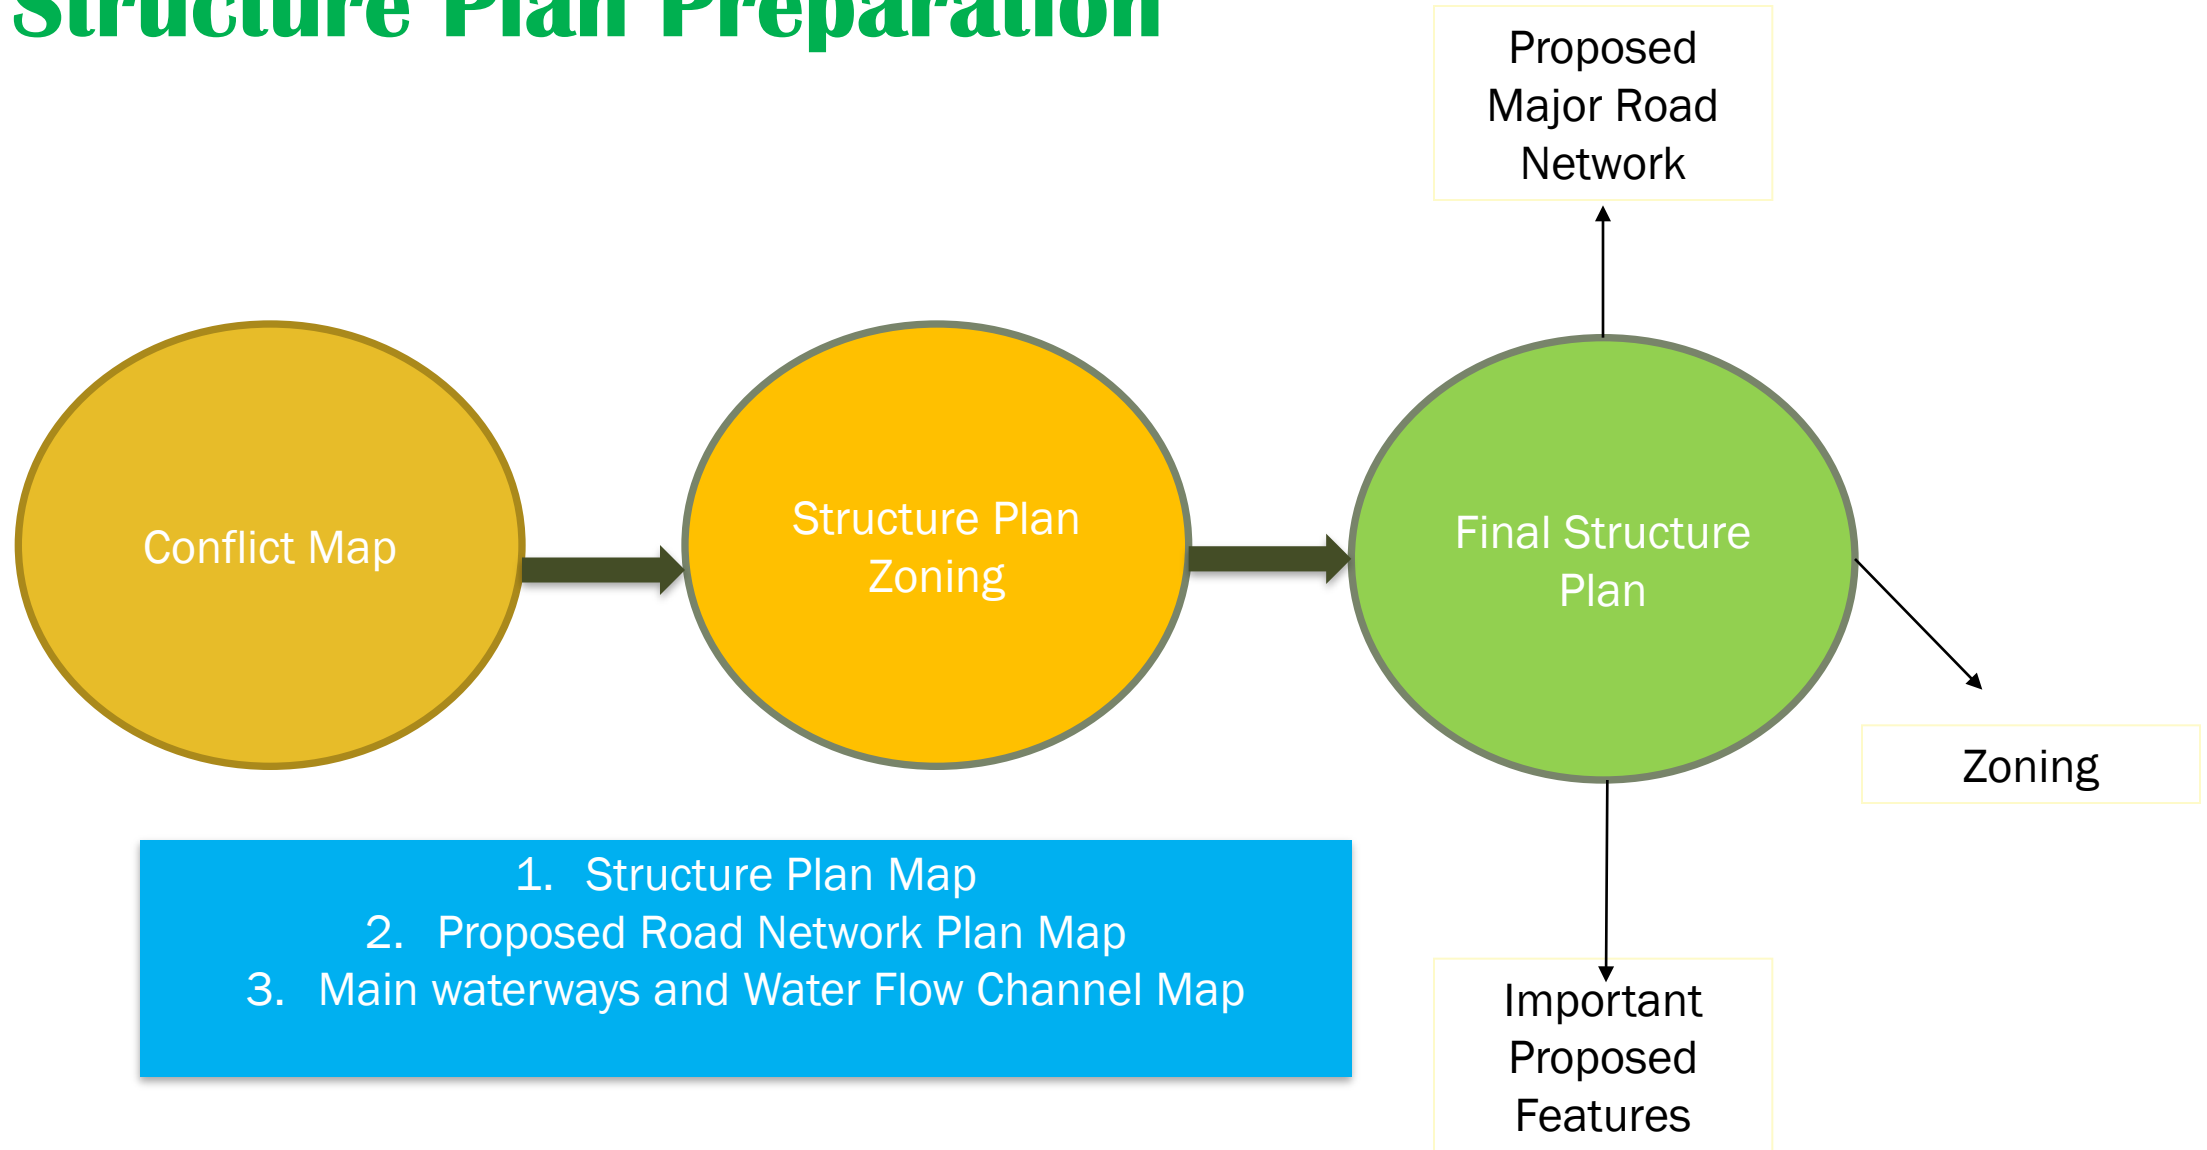 Structure Plan Preparation
Proposed
Major Road
Network
Conflict Map
Structure Plan
Zoning
Final Structure
Plan
Zoning
1. Structure Plan Map
2. Proposed Road Network Plan Map
3. Main waterways and Water Flow Channel Map
Important
Proposed
Features